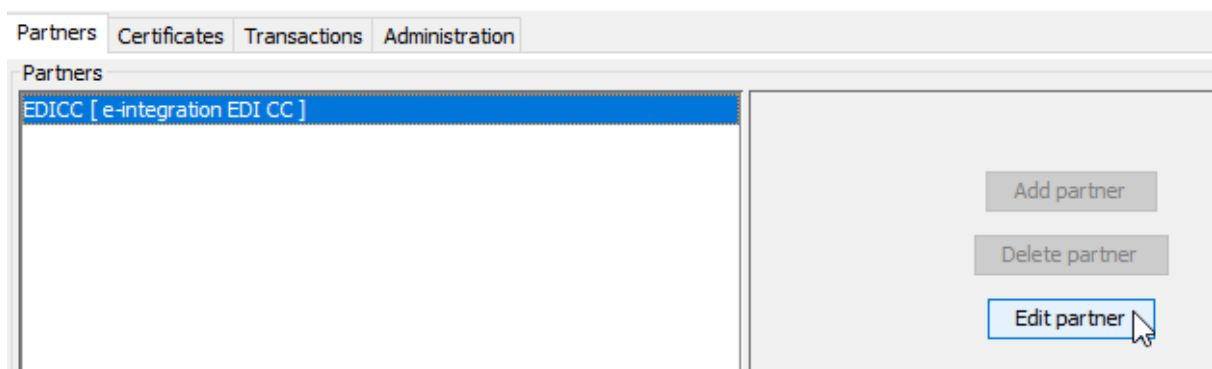 Partners Certificates Transactions Administration
Partners
EDICC [ e-integration EDI CC ]
Add partner
Delete partner
Edit partner